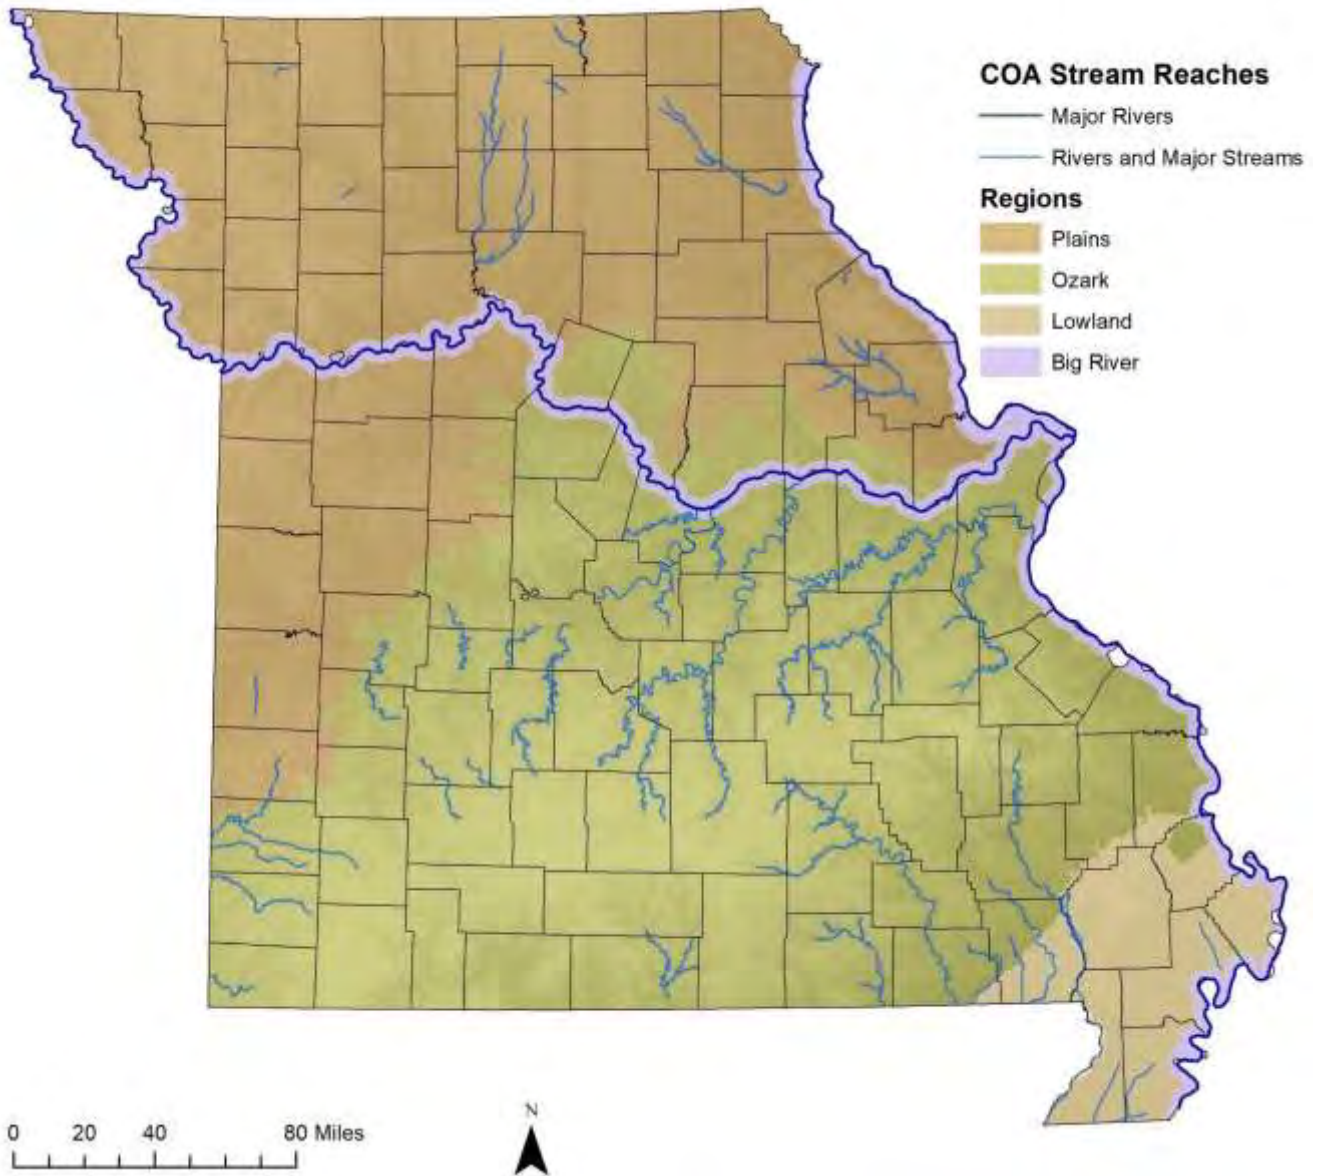 COA Stream Reaches
Major Rivers
Rivers and Major Streams
Regions
Plains
Ozark
Lowland
Big River
0 20 40 80 Miles
N